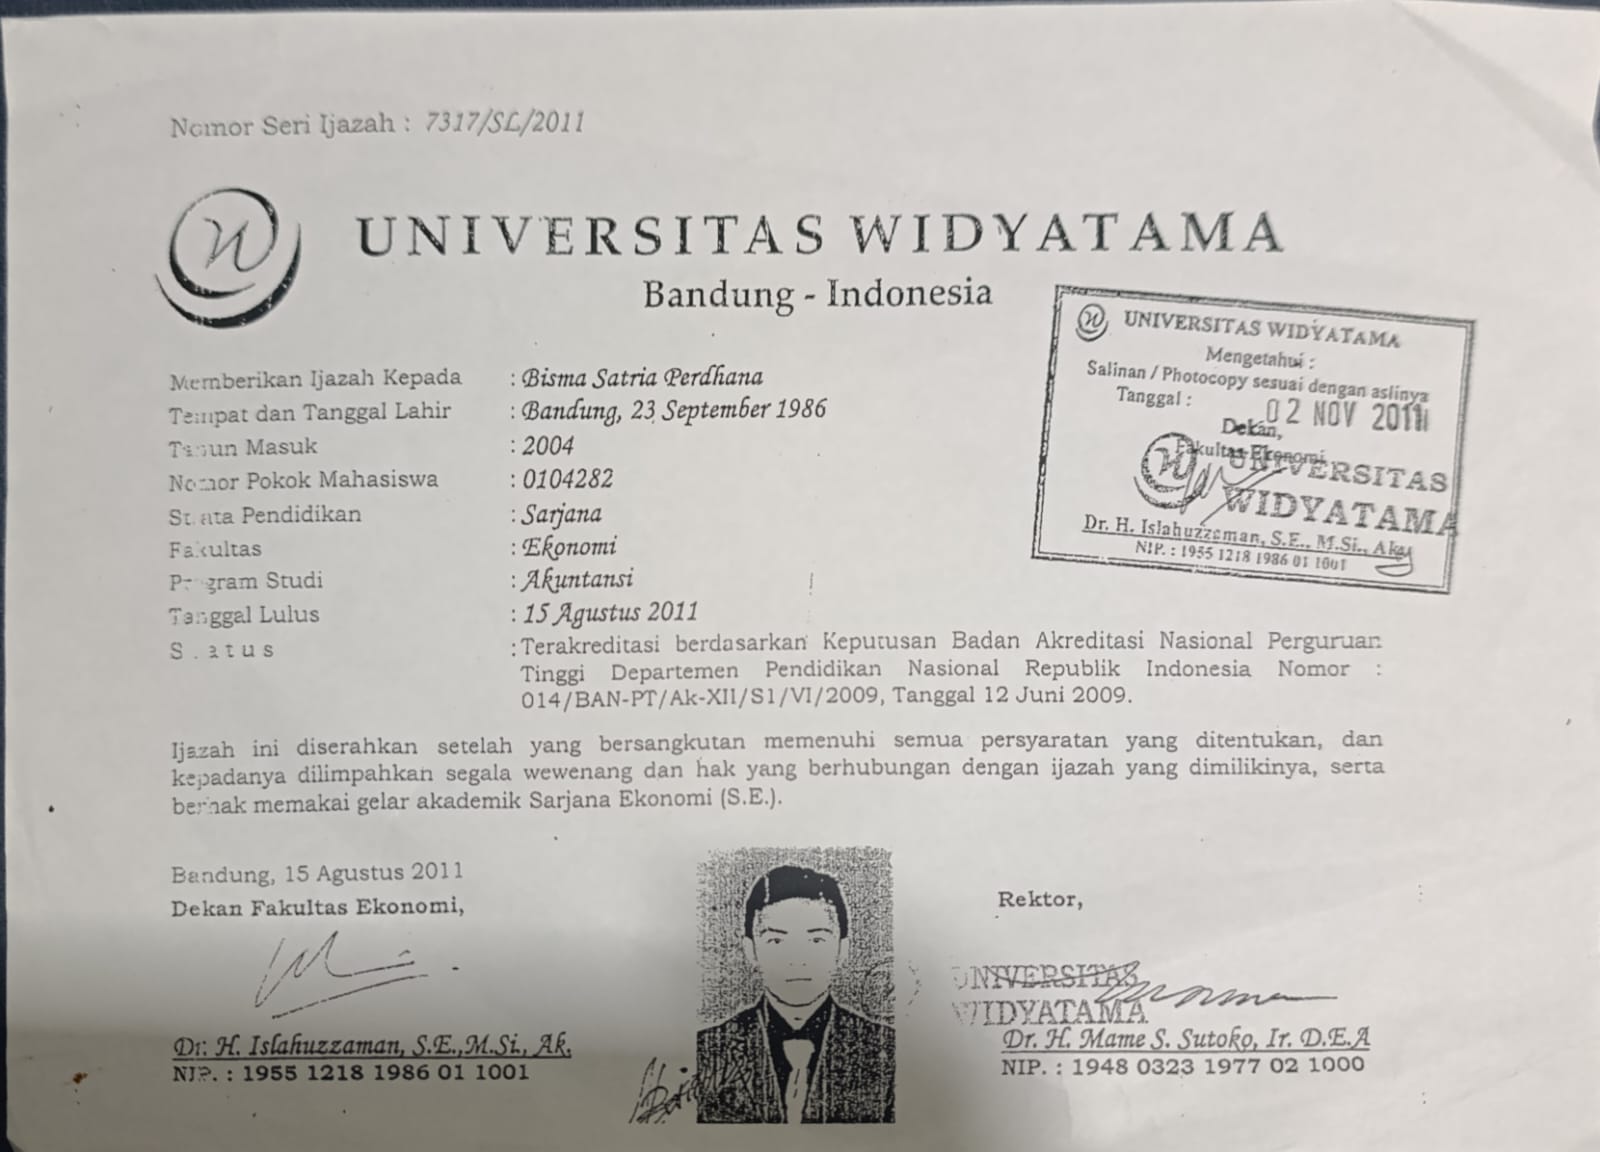 Nomor Seri Ijazah : 7317/SL/2011
UNIVERSITAS WIDYATAMA
Bandung - Indonesia
UNIVERSITAS WIDYATAMA
Mengetahui :
Salinan / Photocopy sesuai dengan aslinya
Tanggal : 02 NOV 2011
Dekan,
Fakultas Ekonomi
UNIVERSITAS
WIDYATAMA
Dr. H. Islahuzzaman, S.E., M.Si., Ak.
NIP. : 1955 1218 1986 01 1001
Memberikan Ijazah Kepada : Bisma Satria Perdhana
Tempat dan Tanggal Lahir : Bandung, 23 September 1986
Tahun Masuk : 2004
Nomor Pokok Mahasiswa : 0104282
Strata Pendidikan : Sarjana
Fakultas : Ekonomi
Program Studi : Akuntansi
Tanggal Lulus : 15 Agustus 2011
Status : Terakreditasi berdasarkan Keputusan Badan Akreditasi Nasional Perguruan
Tinggi Departemen Pendidikan Nasional Republik Indonesia Nomor :
014/BAN-PT/Ak-XII/S1/VI/2009, Tanggal 12 Juni 2009.
Ijazah ini diserahkan setelah yang bersangkutan memenuhi semua persyaratan yang ditentukan, dan
kepadanya dilimpahkan segala wewenang dan hak yang berhubungan dengan ijazah yang dimilikinya, serta
berhak memakai gelar akademik Sarjana Ekonomi (S.E.).
Bandung, 15 Agustus 2011
Dekan Fakultas Ekonomi,
Dr. H. Islahuzzaman, S.E.,M.Si., Ak.
NIP. : 1955 1218 1986 01 1001
Rektor,
UNIVERSITAS
WIDYATAMA
Dr. H. Mame S. Sutoko, Ir. D.E.A
NIP. : 1948 0323 1977 02 1000